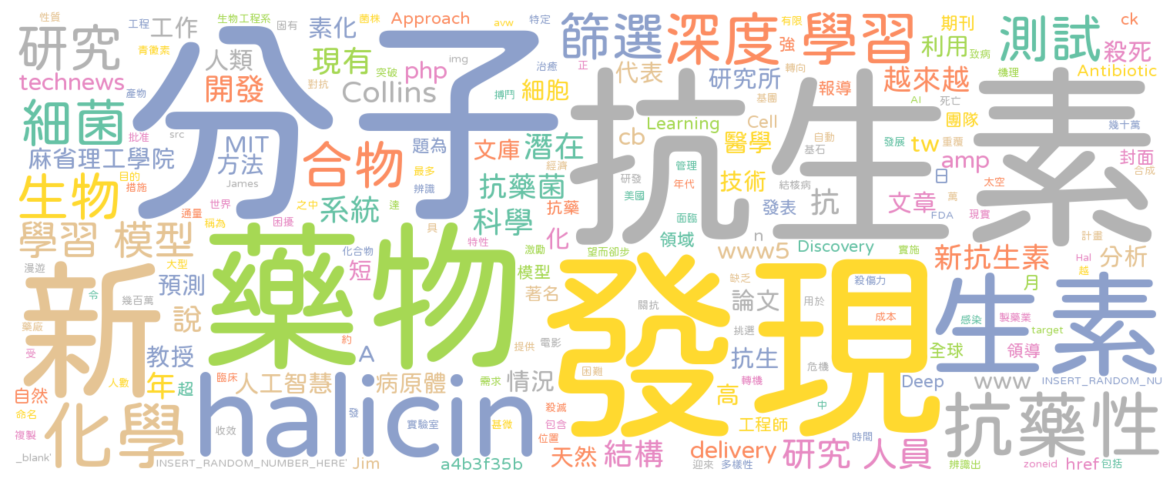 性質 工程 工作
生物工程系 菌株 avw 特定
固有 素化 Approach
青黴素 人類 現有
研究 分子 篩選 深度 學習 測試
有限 強 期刊 利用 ck 致病 殺死
technews 開發 突破 php img 治癒 正 轉向
對抗 代表 研究所 報導 越來越 機理 Antibiotic
細菌 產物 Collins 搏鬥 細胞 基團 AI 死亡
批准 src MIT 題為 Learning Cell 自動 發展 團隊 幾十萬
麻省理工學院 方法 文庫 潛在 cb 醫學 基石 tw 重覆
目的 措施 James 合物 最多 經濟 管理 結核病 amp 封面 合成
生物 通量 世界 之中 達 辨識 抗藥菌 研發 年代 技術 日 太空
稱為 困擾 系統 科學 抗藥 美國 發表 抗 文章 FDA 現實
抗生素
具 化 面臨 領域 n Discovery 實施 計畫
學習 模型 化合物 特性 激勵 望而卻步 www5 新抗生素 Hal 越 分析
漫遊 大型 預測 短 模型 缺乏 用於 殺傷力 月
新 藥物 發現 生素
令 幾百萬 說 著名 關抗 論文 成本 感染 製藥業
藥廠 約 提供 電影 挑選 target
受 教授 A 抗生 危機 全球 領導
人數 年 超 臨床 人工智慧 病原體 需求 情況 困難 轉機 Deep www INSERT_RANDOM_NU
自然 發 殺滅 高 中
命名 化學 halicin 甚微 包含 工程師 抗藥性
複製 收效 實驗室 位置 時間
_blank' INSERT_RANDOM_NUMBER_HERE' Jim a4b3f35b 天然 結構 delivery 迎來 多樣性 研究 人員 辨識出 zoneid href 包括